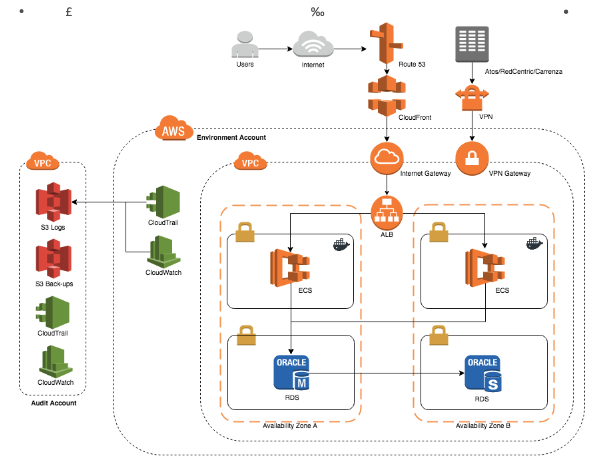 • £ ‰ •
Users
Internet
Route 53
Atos/RedCentric/Carrenza
CloudFront
VPN
AWS
Environment Account
VPC
VPC
Internet Gateway
VPN Gateway
S3 Logs
CloudTrail
ALB
CloudWatch
S3 Back-ups
ECS
ECS
CloudTrail
CloudWatch
ORACLE
M
RDS
ORACLE
S
RDS
Audit Account
Availability Zone A
Availability Zone B